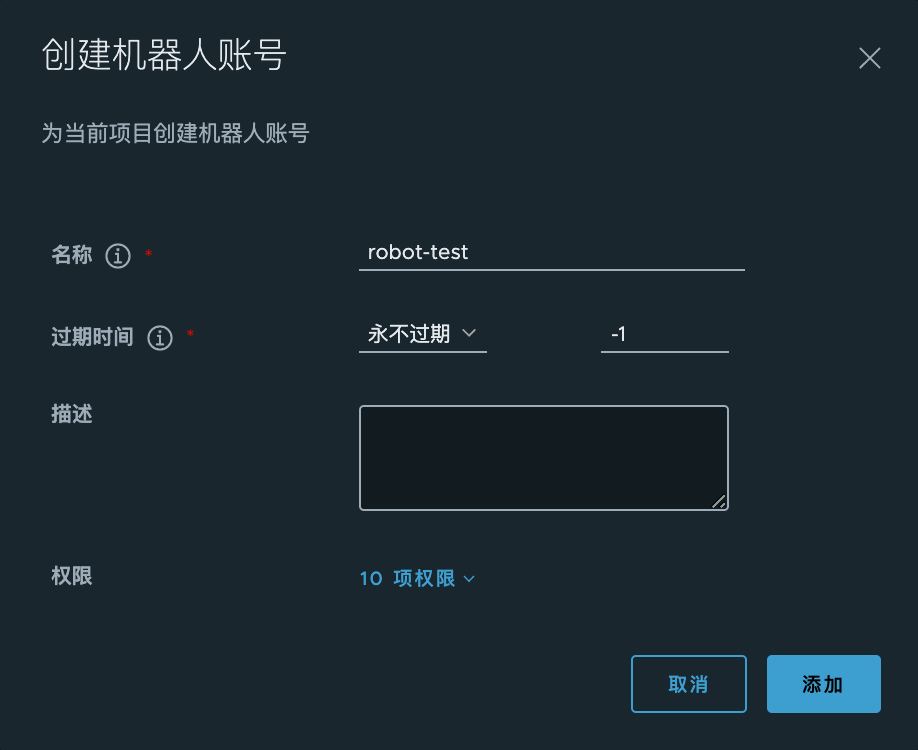 创建机器人账号
为当前项目创建机器人账号
名称 * robot-test
过期时间 * 永不过期 -1
描述
权限 10 项权限
取消 添加